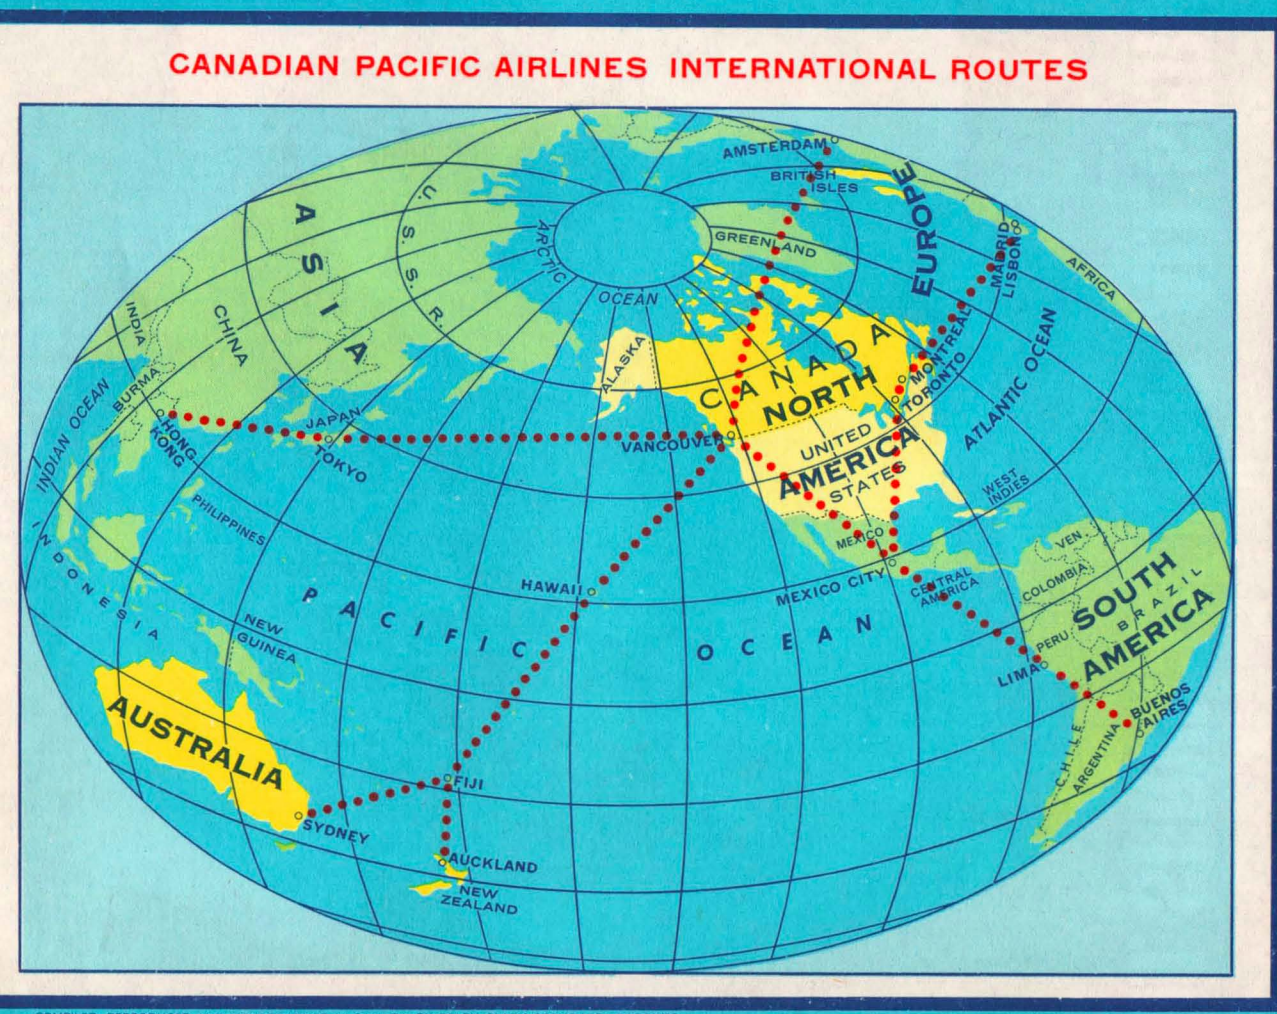 CANADIAN PACIFIC AIRLINES INTERNATIONAL ROUTES
AMSTERDAM
BRITISH
ISLES
EUROPE
ASIA
U.S.S.R.
ARCTIC
OCEAN
GREENLAND
MADRID
LISBON
AFRICA
INDIA
CHINA
BURMA
INDIAN OCEAN
ALASKA
CANADA
NORTH
AMERICA
UNITED
STATES
MONTREAL
TORONTO
ATLANTIC OCEAN
JAPAN
TOKYO
HONG
KONG
VANCOUVER
PHILIPPINES
INDONESIA
WEST
INDIES
MEXICO
MEXICO CITY
CENTRAL
AMERICA
HAWAII
PACIFIC
OCEAN
NEW
GUINEA
VEN.
COLOMBIA
SOUTH
AMERICA
BRAZIL
PERU
LIMA
BUENOS
AIRES
CHILE
ARGENTINA
AUSTRALIA
FIJI
SYDNEY
AUCKLAND
NEW
ZEALAND